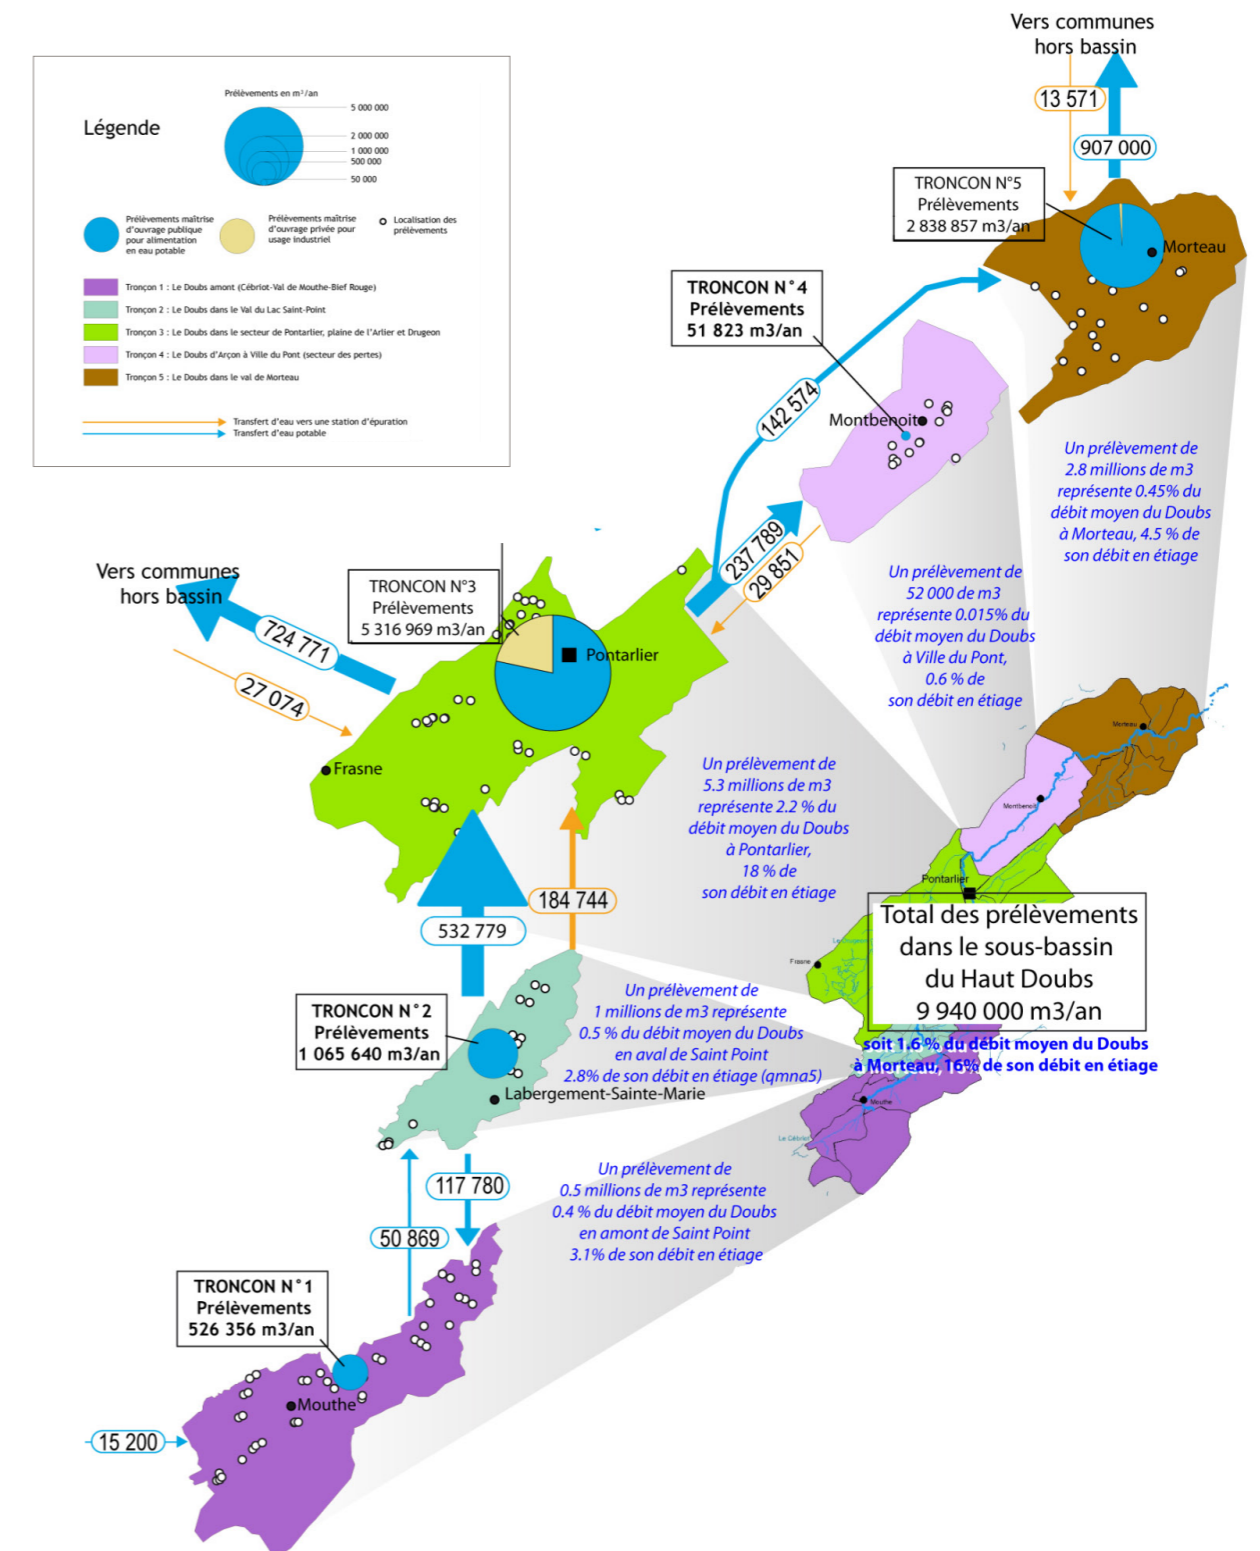 Vers communes
hors bassin
13 571
907 000
Légende
Prélèvements en m³/an
5 000 000
2 000 000
1 000 000
500 000
50 000
Prélèvements maîtrise
d'ouvrage publique
pour alimentation
en eau potable
Prélèvements maîtrise
d'ouvrage privée pour
usage industriel
Localisation des
prélèvements
Tronçon 1 : Le Doubs amont (Cébriot-Val de Mouthe-Bief Rouge)
Tronçon 2 : Le Doubs dans le Val du Lac Saint-Point
Tronçon 3 : Le Doubs dans le secteur de Pontarlier, plaine de l'Arlier et Drugeon
Tronçon 4 : Le Doubs d'Arçon à Ville du Pont (secteur des pertes)
Tronçon 5 : Le Doubs dans le val de Morteau
Transfert d'eau vers une station d'épuration
Transfert d'eau potable
TRONCON N°5
Prélèvements
2 838 857 m3/an
Morteau
TRONCON N°4
Prélèvements
51 823 m3/an
142 574
Montbenoit
Un prélèvement de
2.8 millions de m3
représente 0.45% du
débit moyen du Doubs
à Morteau, 4.5 % de
son débit en étiage
237 789
29 851
Vers communes
hors bassin
724 771
27 074
TRONCON N°3
Prélèvements
5 316 969 m3/an
Pontarlier
Frasne
Un prélèvement de
52 000 de m3
représente 0.015% du
débit moyen du Doubs
à Ville du Pont,
0.6 % de
son débit en étiage
Un prélèvement de
5.3 millions de m3
représente 2.2 % du
débit moyen du Doubs
à Pontarlier,
18 % de
son débit en étiage
Morteau
Montbenoit
Pontarlier
Frasne
Total des prélèvements
dans le sous-bassin
du Haut Doubs
9 940 000 m3/an
soit 1.6 % du débit moyen du Doubs
à Morteau, 16% de son débit en étiage
Mouthe
Le Cébriot
532 779
184 744
TRONCON N°2
Prélèvements
1 065 640 m3/an
Labergement-Sainte-Marie
Un prélèvement de
1 millions de m3 représente
0.5 % du débit moyen du Doubs
en aval de Saint Point
2.8% de son débit en étiage (qmna5)
117 780
50 869
Un prélèvement de
0.5 millions de m3 représente
0.4 % du débit moyen du Doubs
en amont de Saint Point
3.1% de son débit en étiage
TRONCON N°1
Prélèvements
526 356 m3/an
Mouthe
15 200